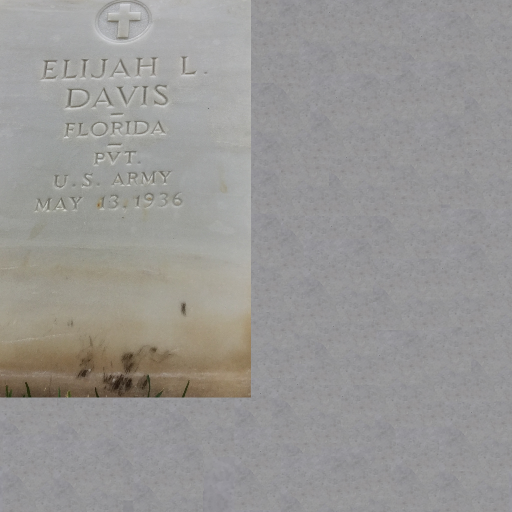 ELIJAH L
DAVIS
FLORIDA
PVT.
U.S. ARMY
MAY 13, 1936